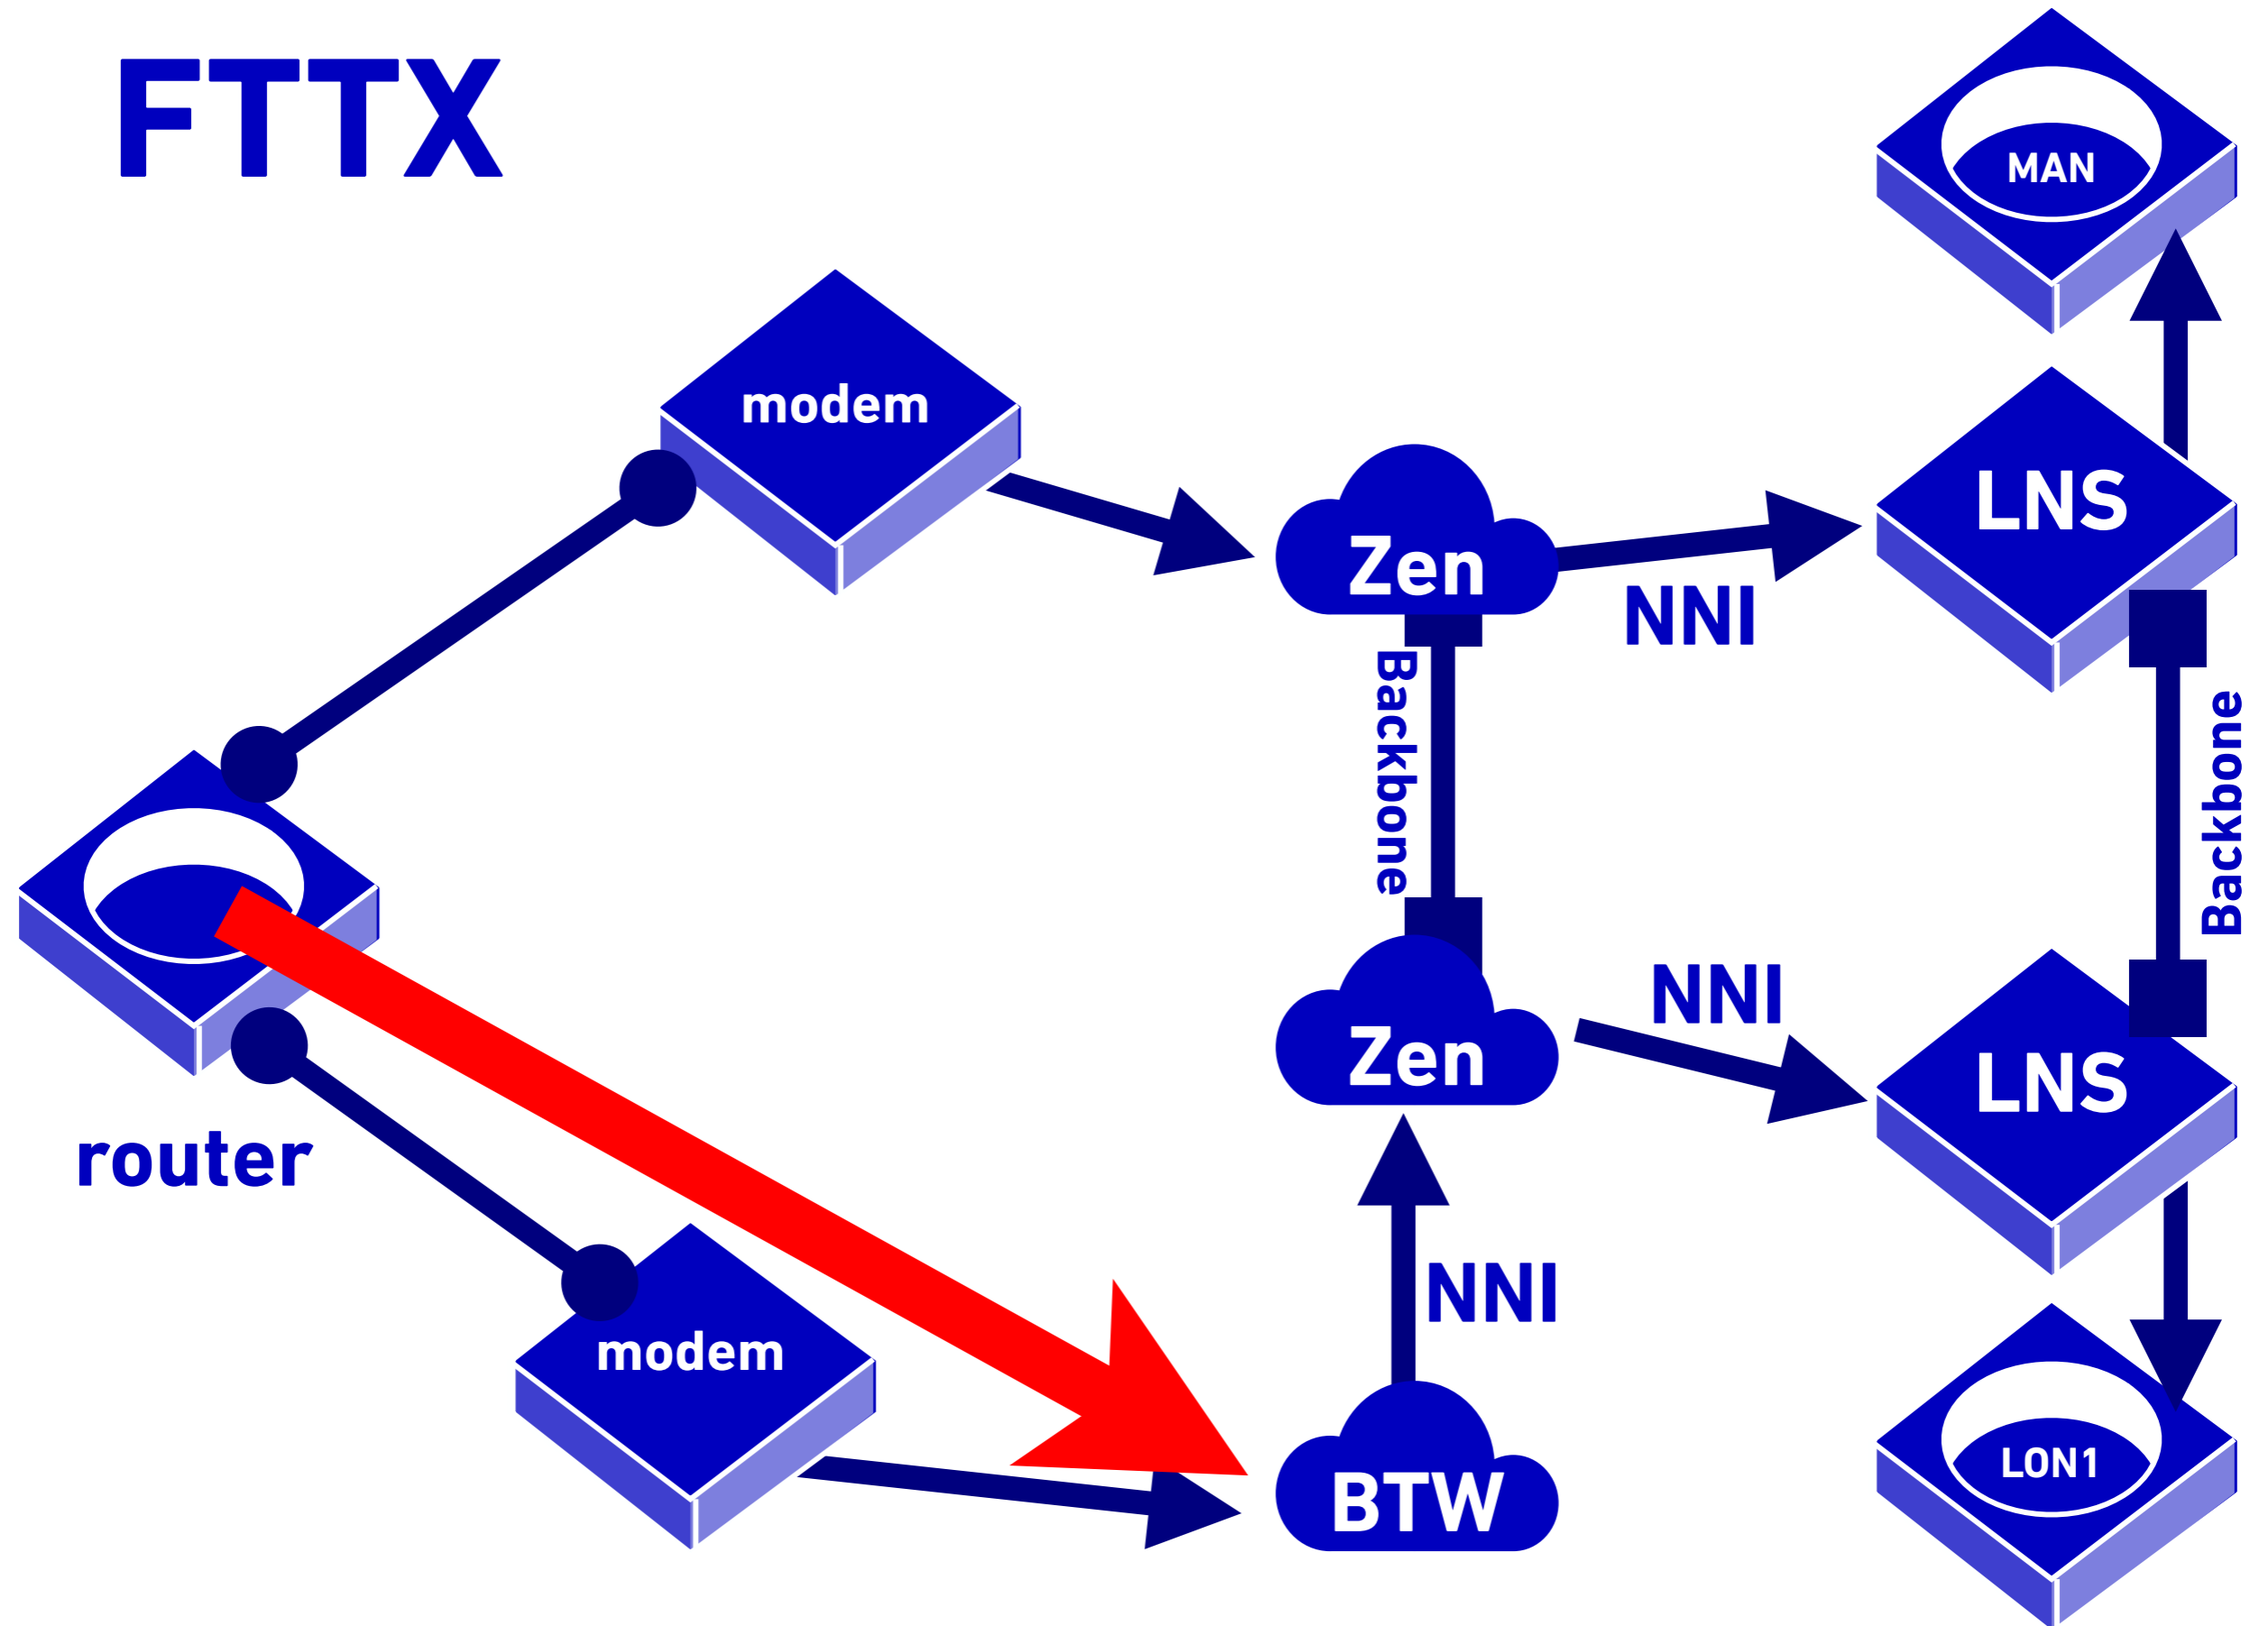 FTTX
MAN
modem
LNS
Zen
NNI
Backbone
Backbone
NNI
Zen
LNS
router
NNI
modem
BTW
LON1